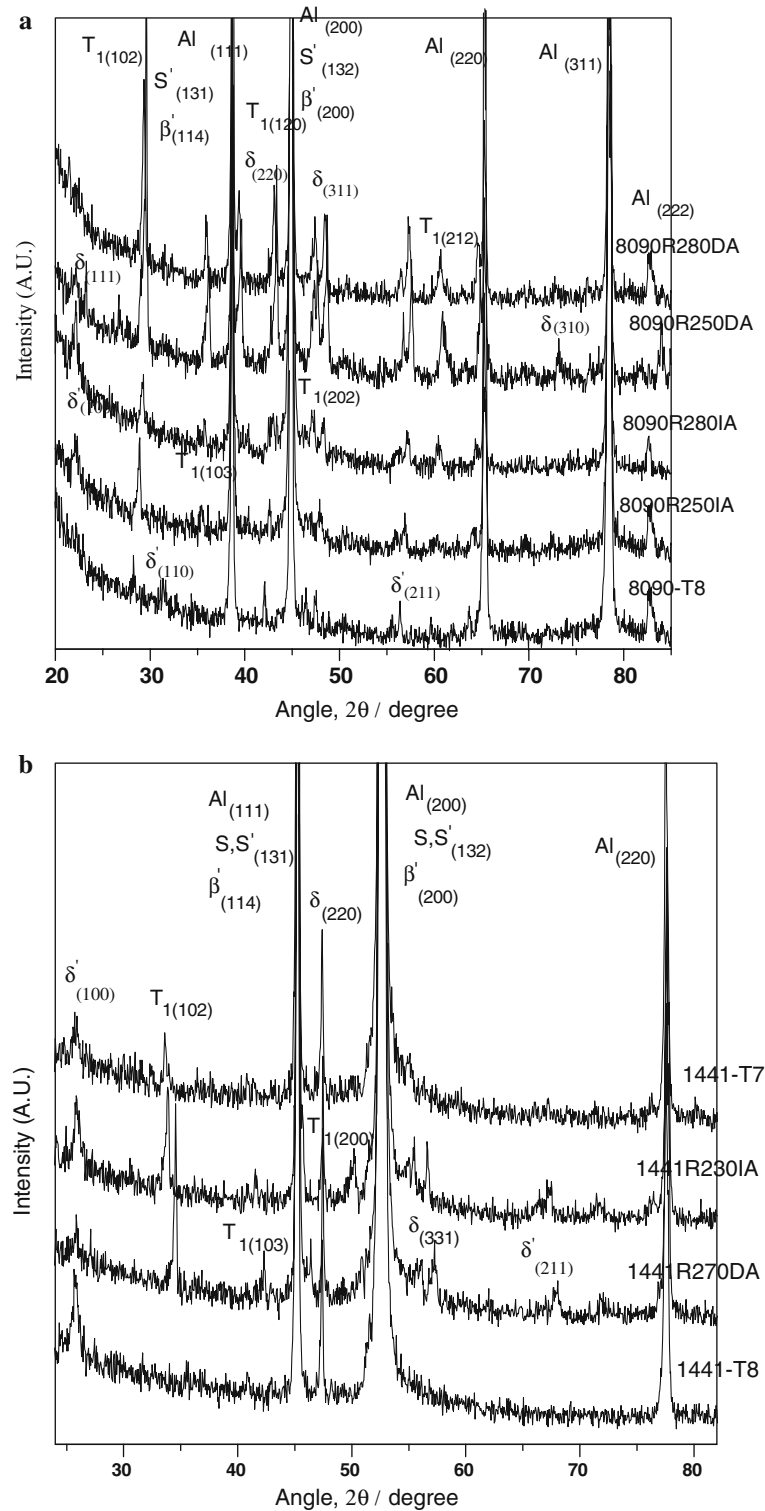 a
Al (200)
T1(102) Al (111) S'(132) Al (220) Al (311)
S'(131) T1(120) β'(200)
β'(114)
δ(220) δ(311) Al (222)
T1(212) 8090R280DA
δ(111)
δ(310) 8090R250DA
T1(202)
8090R280IA
T1(103)
8090R250IA
δ'(110) δ'(211) 8090-T8
Intensity (A.U.)
20 30 40 50 60 70 80
Angle, 2θ / degree
b
Al(111) Al(200)
S,S'(131) S,S'(132) Al(220)
β'(114) δ(220) β'(200)
δ'(100)
T1(102)
1441-T7
T1(200)
1441R230IA
T1(103) δ(331) δ'(211) 1441R270DA
1441-T8
Intensity (A.U.)
30 40 50 60 70 80
Angle, 2θ / degree